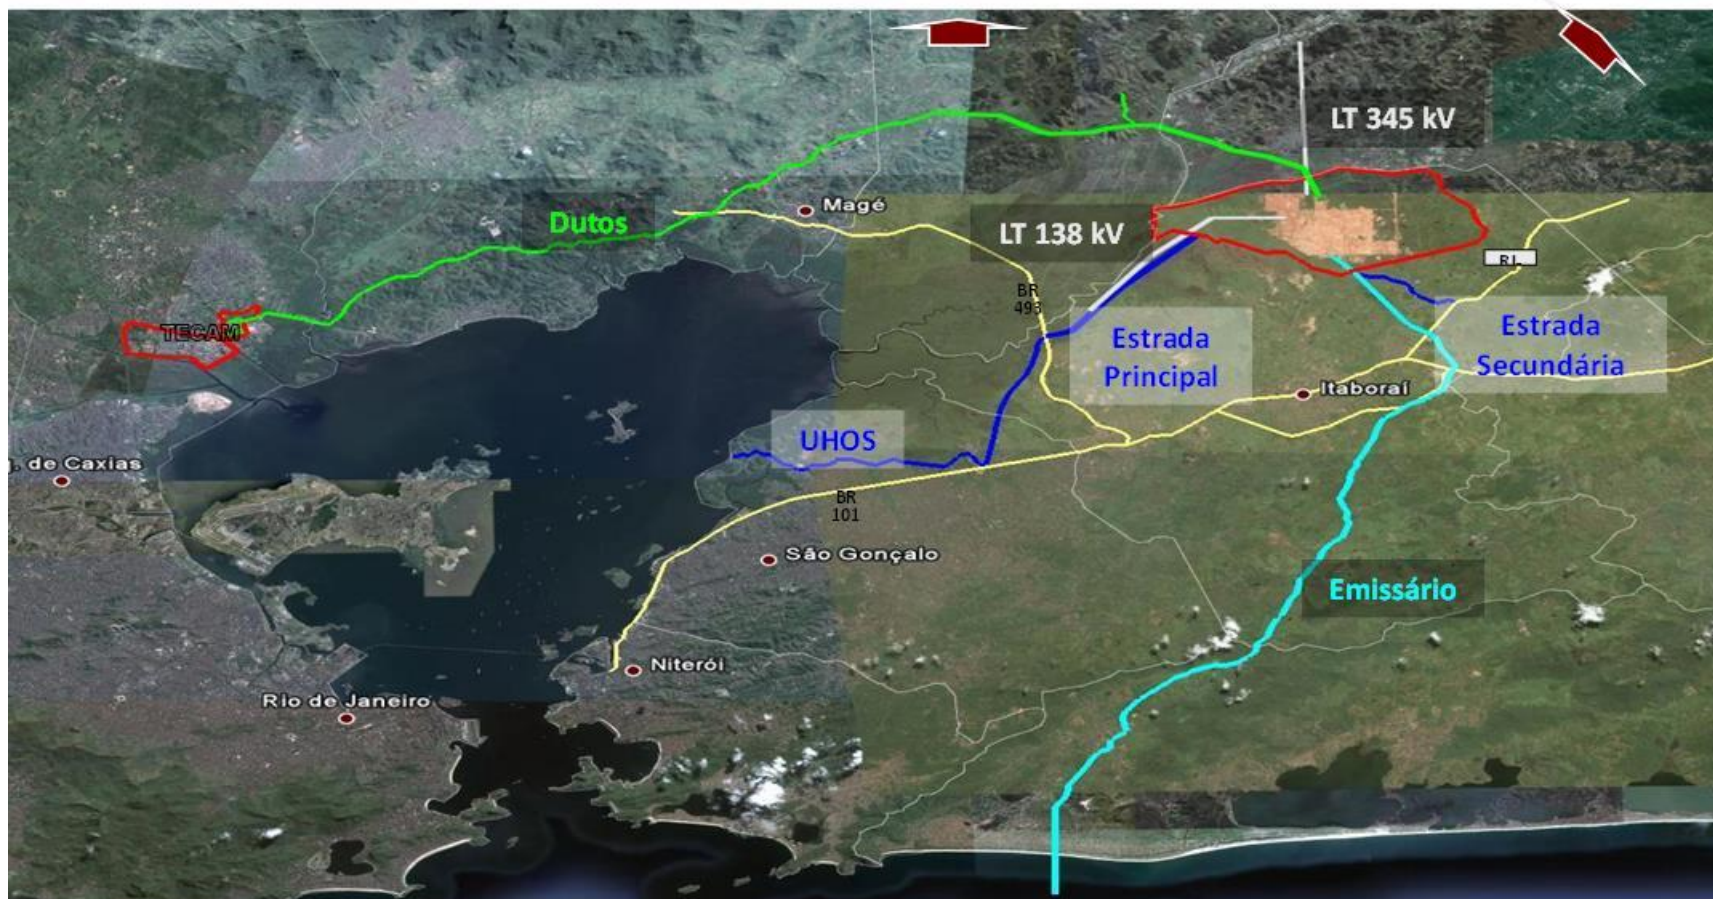 LT 345 kV
Magé
Dutos
LT 138 kV
RJ-
BR
493
TECAM
Estrada
Principal
Estrada
Secundária
Itaboraí
UHOS
de Caxias
BR
101
São Gonçalo
Emissário
Niterói
Rio de Janeiro